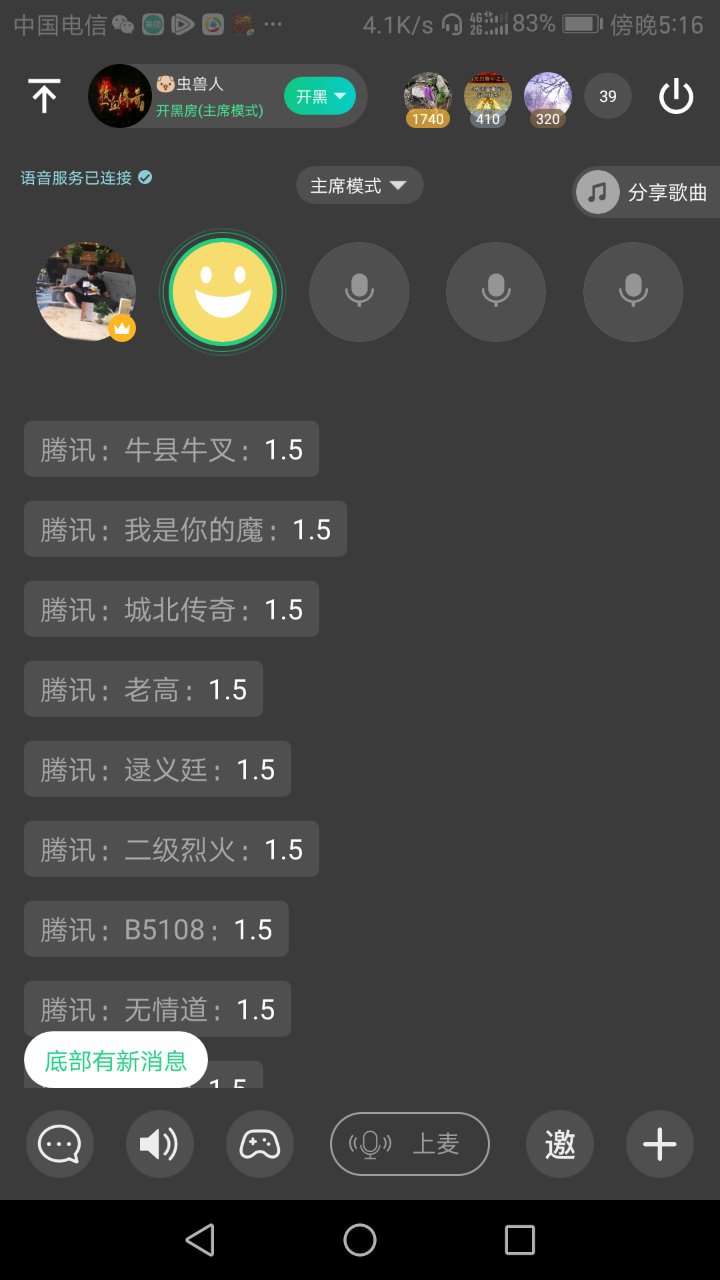 中国电信 4.1K/s 83% 傍晚5:16
虫兽人
开黑房(主席模式)
开黑
1740
410
320
39
语音服务已连接
主席模式
分享歌曲
腾讯：牛县牛叉：1.5
腾讯：我是你的魔：1.5
腾讯：城北传奇：1.5
腾讯：老高：1.5
腾讯：逯义廷：1.5
腾讯：二级烈火：1.5
腾讯：B5108：1.5
腾讯：无情道：1.5
底部有新消息
1.5
上麦
邀